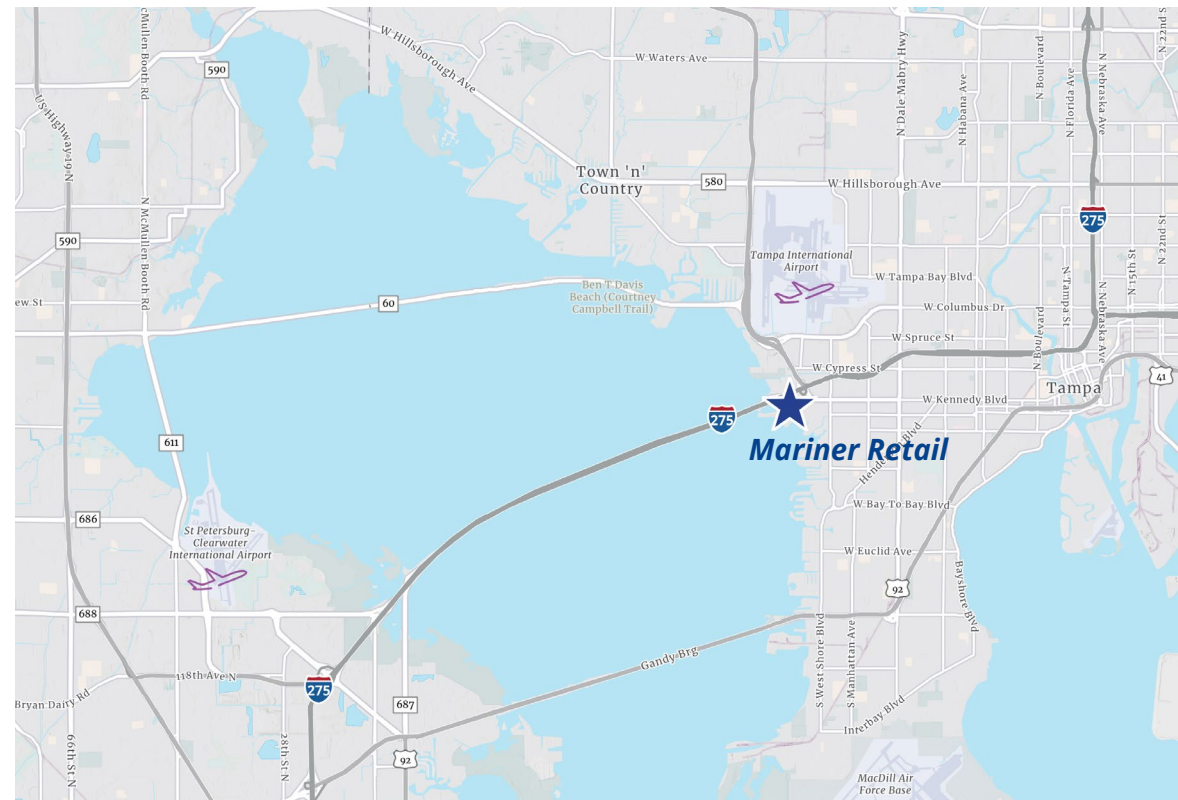 McMullen Booth Rd
W Hillsborough Ave
590
W Waters Ave
N Dale Mabry Hwy
N Habana Ave
N Boulevard
N Florida Ave
N Nebraska Ave
N 22nd S
US Highway 19 N
Town 'n'
Country
580
W Hillsborough Ave
275
N McMullen Booth Rd
590
Tampa International
Airport
W Tampa Bay Blvd
N 15th St
N 22nd St
Ben T Davis
Beach (Courtney
Campbell Trail)
60
ew St
W Columbus Dr
N Tampa St
N Nebraska Ave
W Spruce St
N Boulevard
W Cypress St
41
Tampa
W Kennedy Blvd
275
611
Mariner Retail
W Bay To Bay Blvd
686
St Petersburg-
Clearwater
International Airport
W Euclid Ave
92
Bayshore Blvd
688
Gandy Brg
S West Shore Blvd
S Manhattan Ave
118th Ave N
275
Bryan Dairy Rd
687
Interbay Blvd
66th St N
28th St N
92
MacDill Air
Force Base